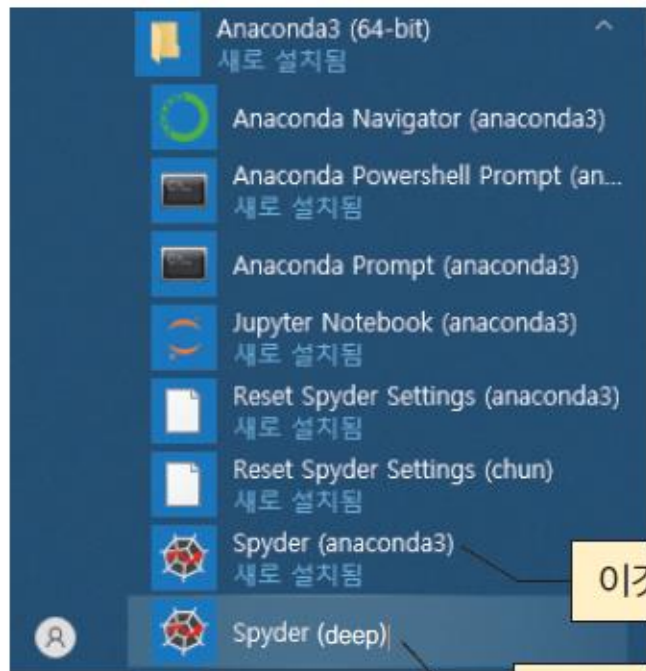 Anaconda3 (64-bit)
새로 설치됨
Anaconda Navigator (anaconda3)
Anaconda Powershell Prompt (an...
새로 설치됨
Anaconda Prompt (anaconda3)
Jupyter Notebook (anaconda3)
새로 설치됨
Reset Spyder Settings (anaconda3)
새로 설치됨
Reset Spyder Settings (chun)
새로 설치됨
Spyder (anaconda3)
새로 설치됨
Spyder (deep)